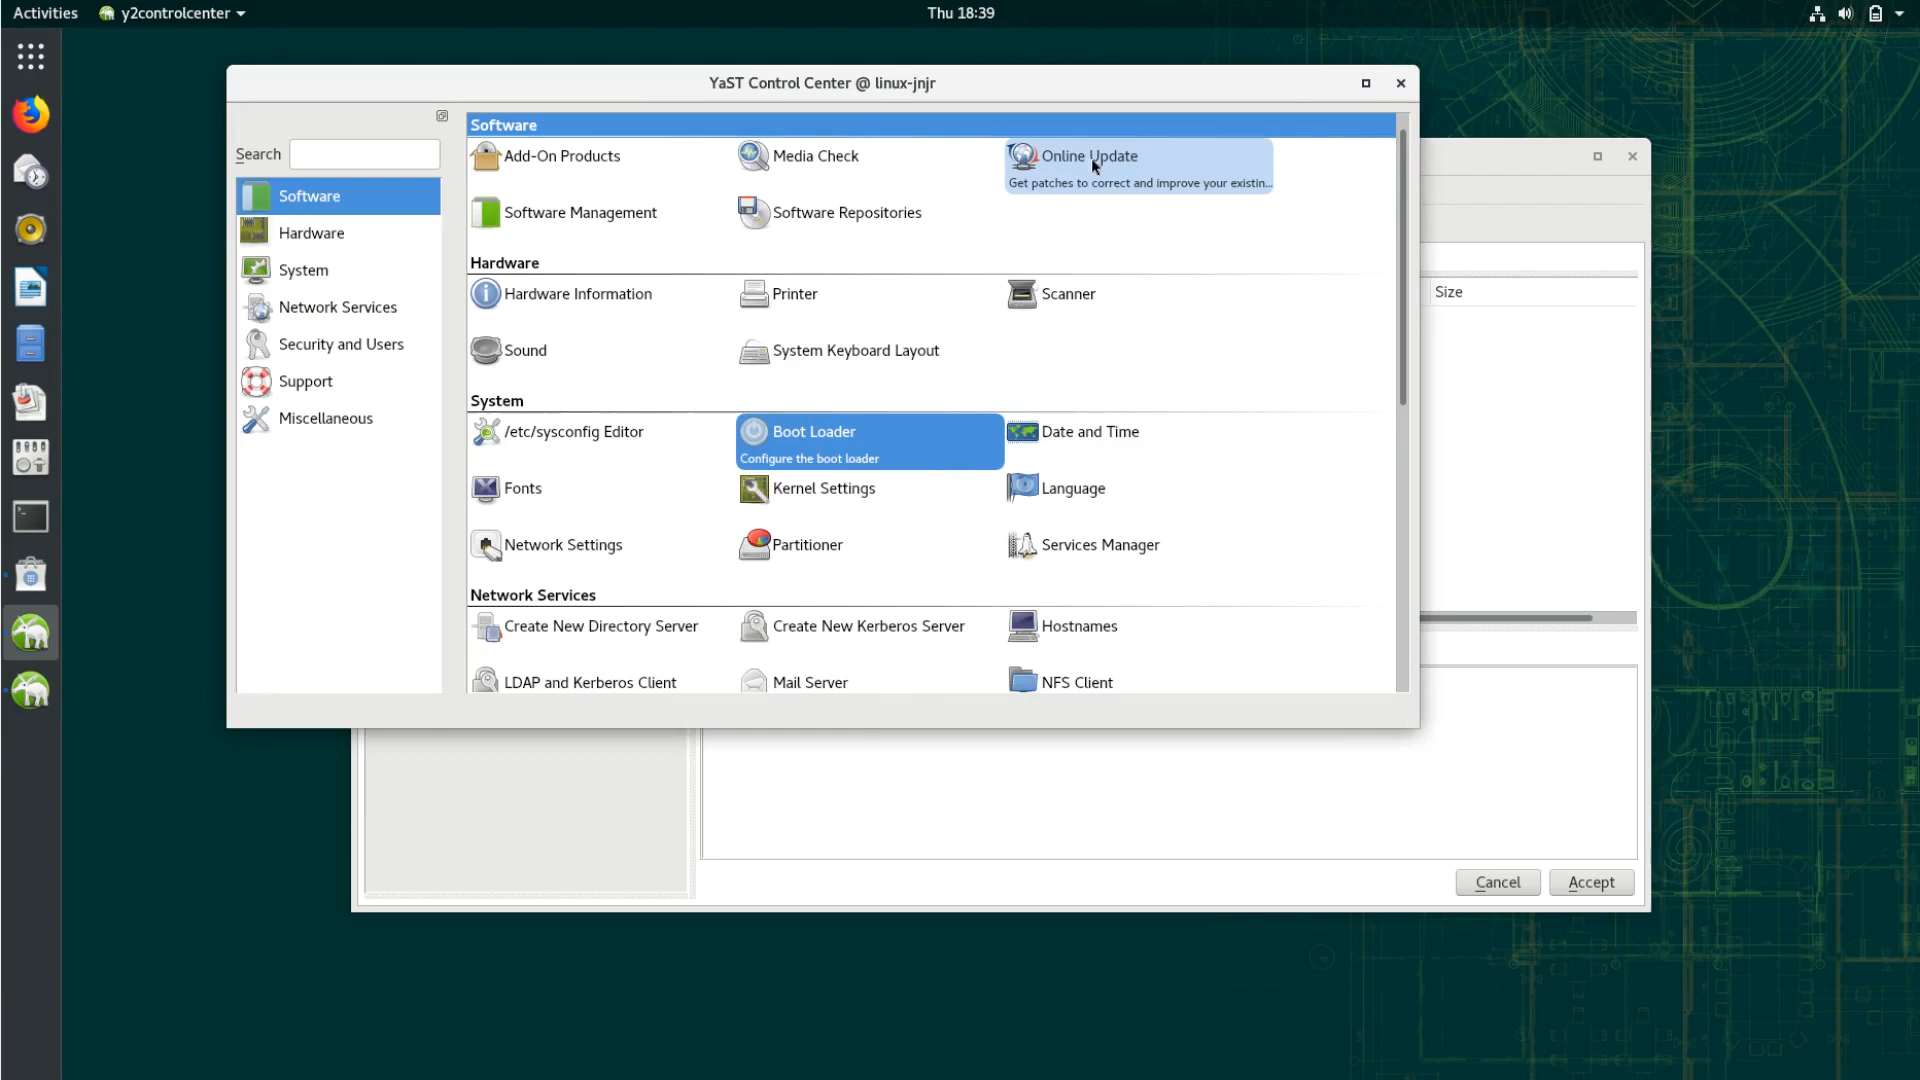 Activities
y2controlcenter
Thu 18:39
YaST Control Center @ linux-jnjr
Search
Software
Hardware
System
Network Services
Security and Users
Support
Miscellaneous
Software
Add-On Products
Media Check
Online Update
Get patches to correct and improve your existin...
Software Management
Software Repositories
Hardware
Hardware Information
Printer
Scanner
Sound
System Keyboard Layout
System
/etc/sysconfig Editor
Boot Loader
Configure the boot loader
Date and Time
Fonts
Kernel Settings
Language
Network Settings
Partitioner
Services Manager
Network Services
Create New Directory Server
Create New Kerberos Server
Hostnames
LDAP and Kerberos Client
Mail Server
NFS Client
Size
Cancel
Accept